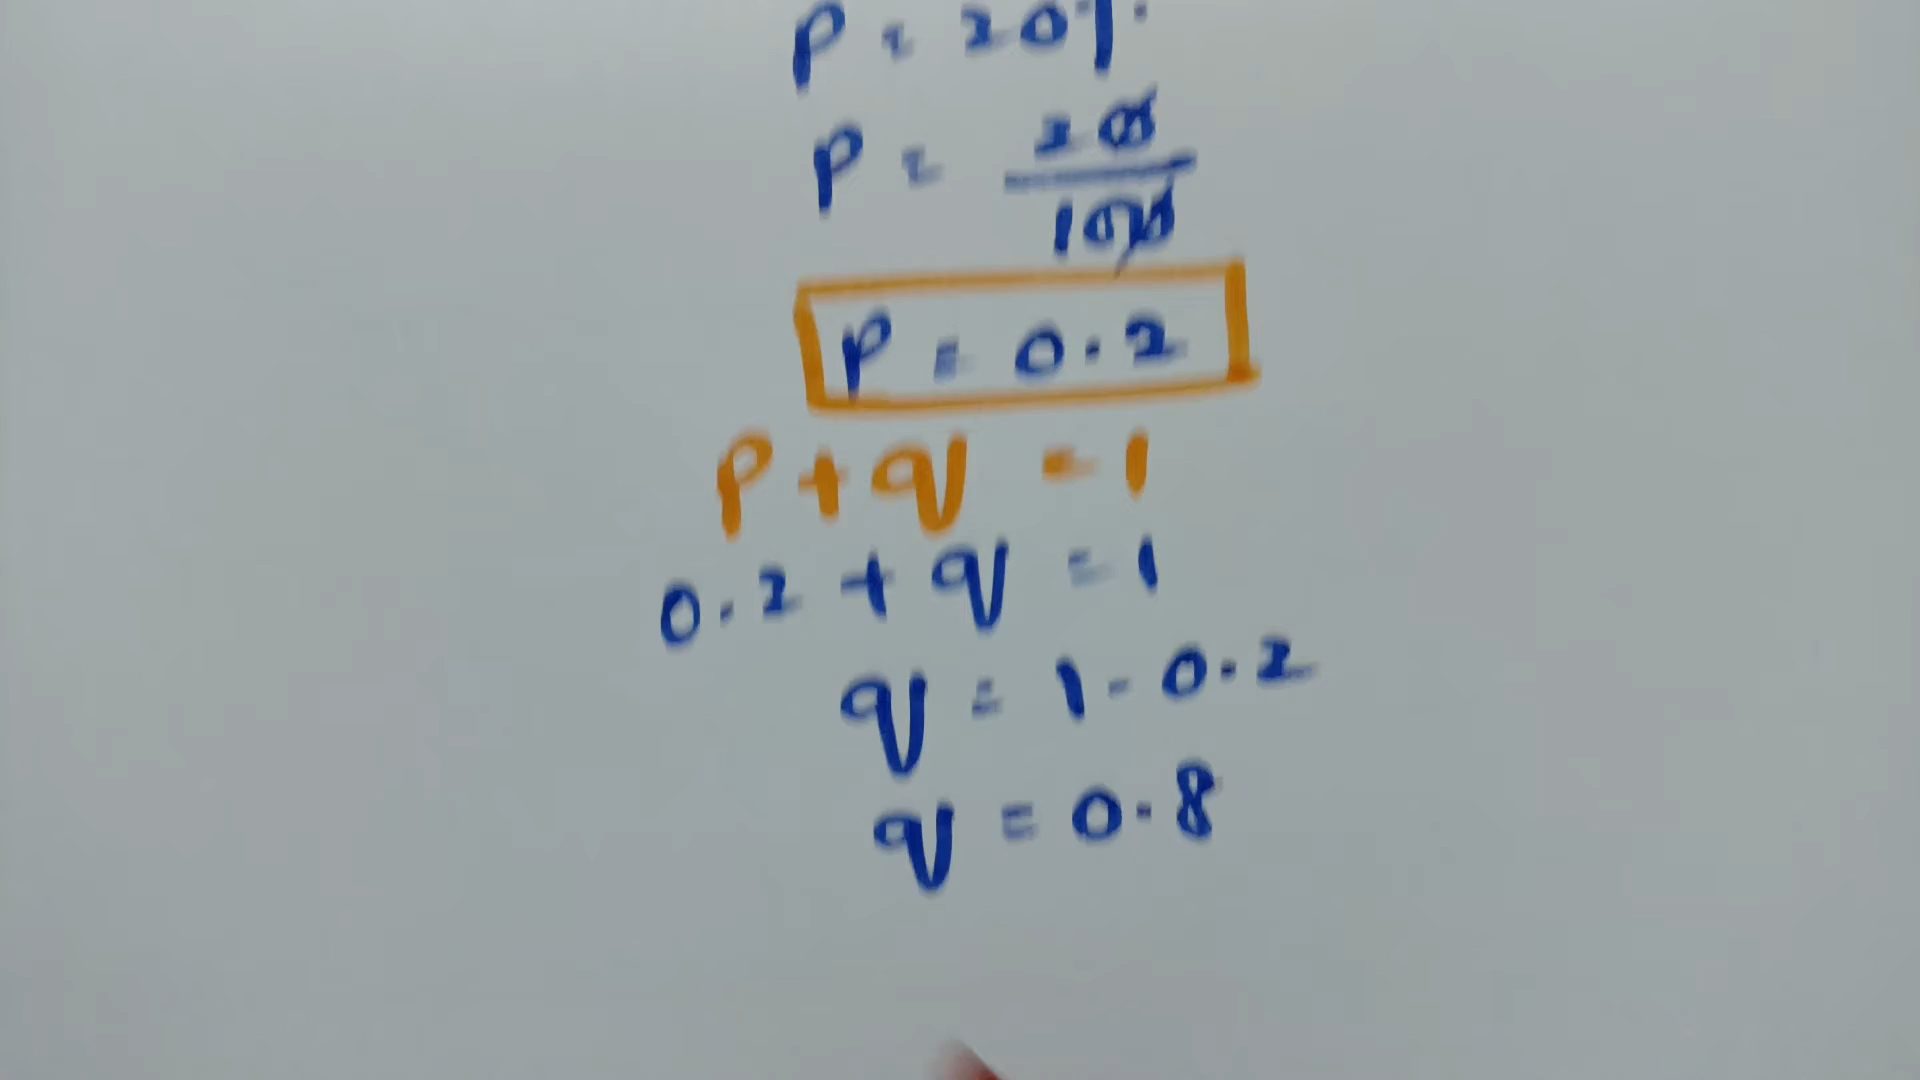 P = 20%
P = 20/100
P = 0.2
P + q = 1
0.2 + q = 1
q = 1 - 0.2
q = 0.8